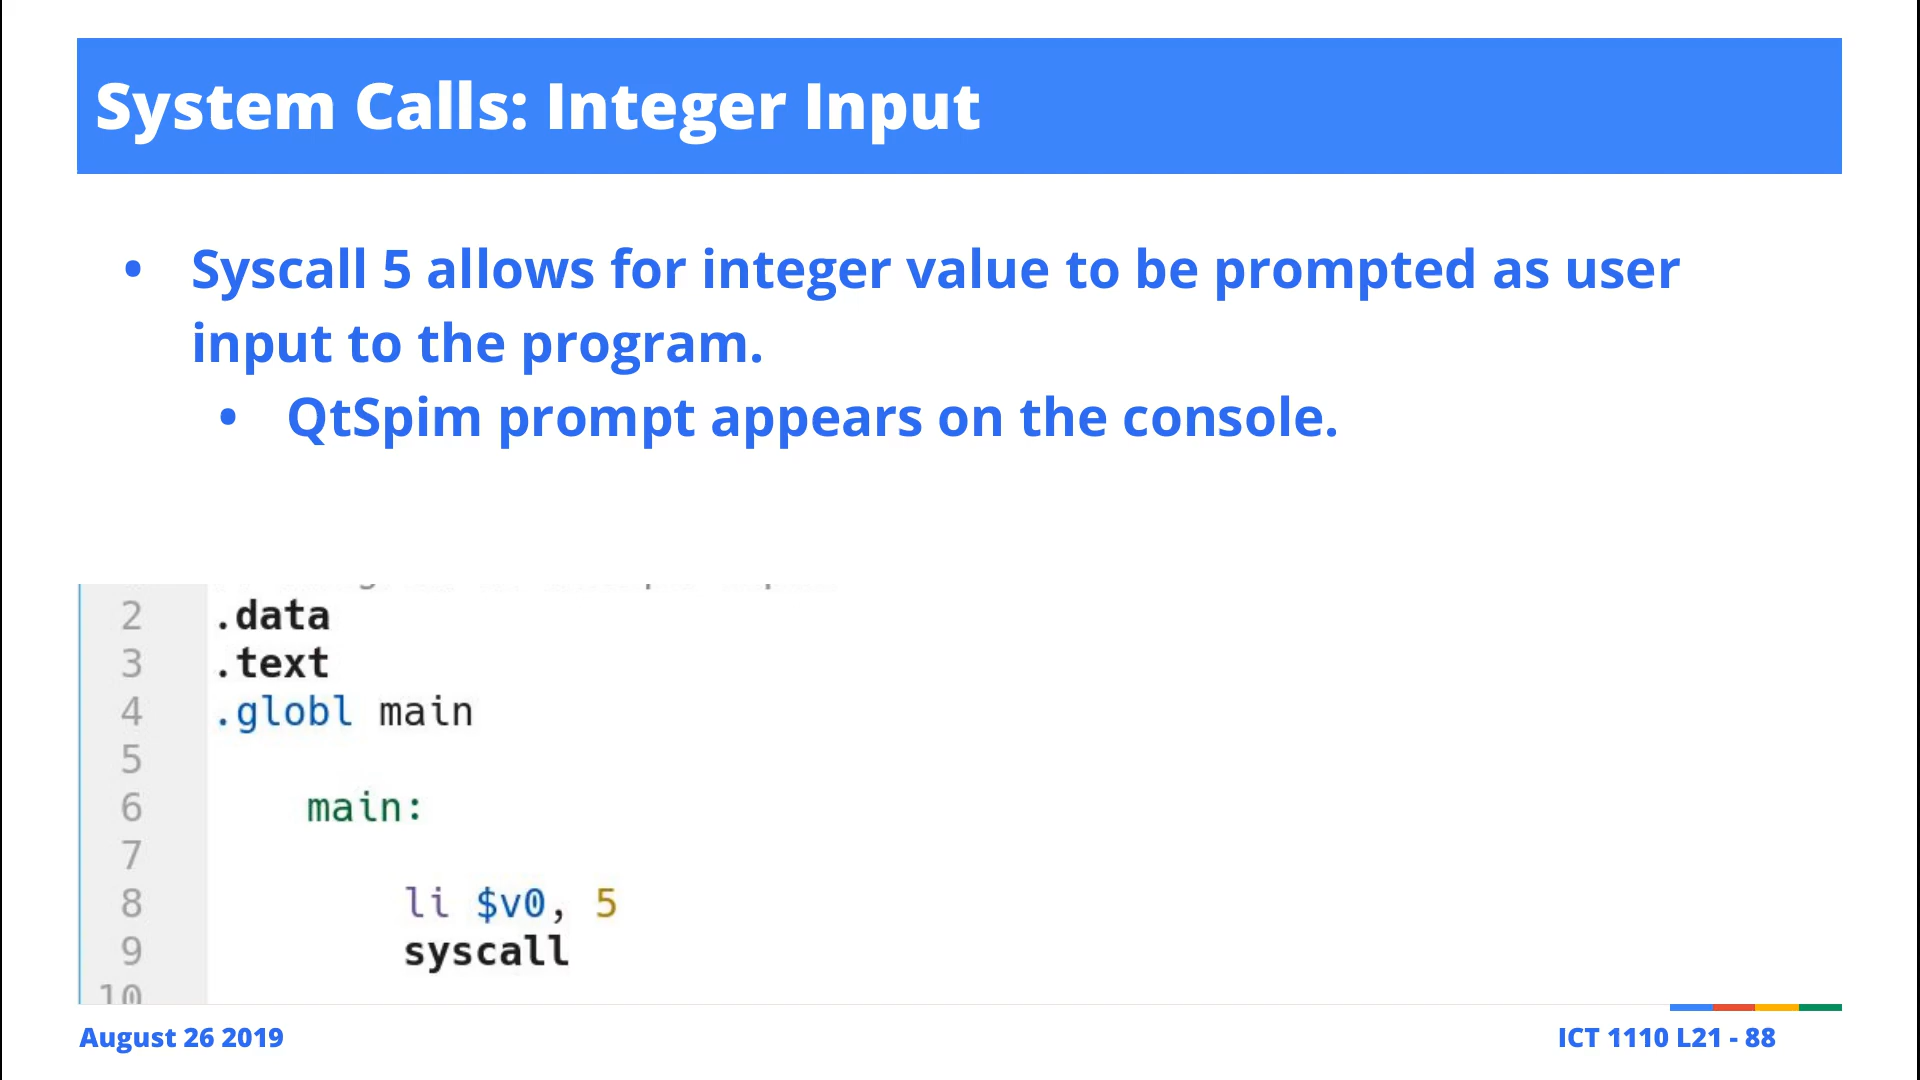 System Calls: Integer Input
• Syscall 5 allows for integer value to be prompted as user
input to the program.
• QtSpim prompt appears on the console.
2 .data
3 .text
4 .globl main
5
6 main:
7
8 li $v0, 5
9 syscall
10
August 26 2019
ICT 1110 L21 - 88